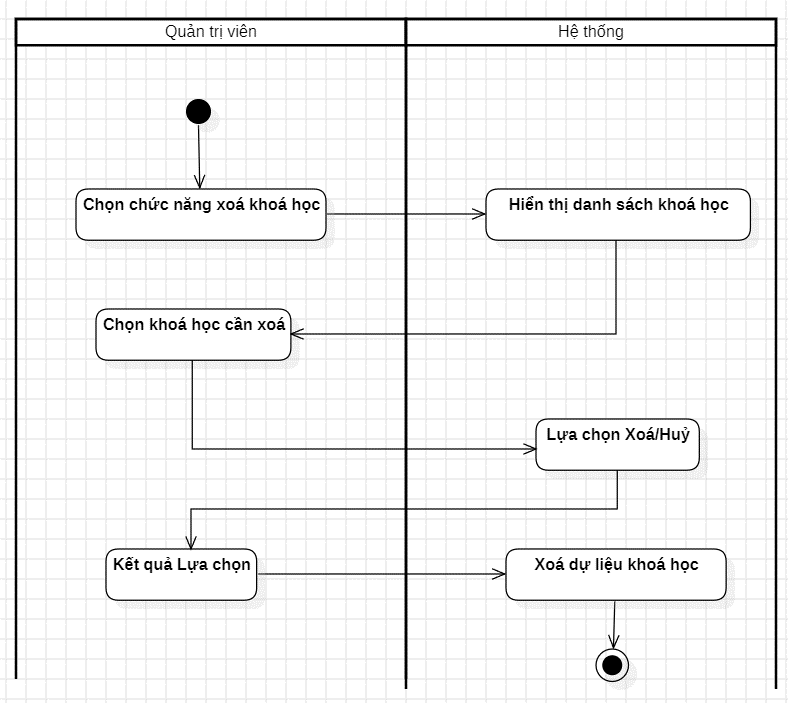 Quản trị viên
Hệ thống
Chọn chức năng xoá khoá học
Hiển thị danh sách khoá học
Chọn khoá học cần xoá
Lựa chọn Xoá/Huỷ
Kết quả Lựa chọn
Xoá dự liệu khoá học